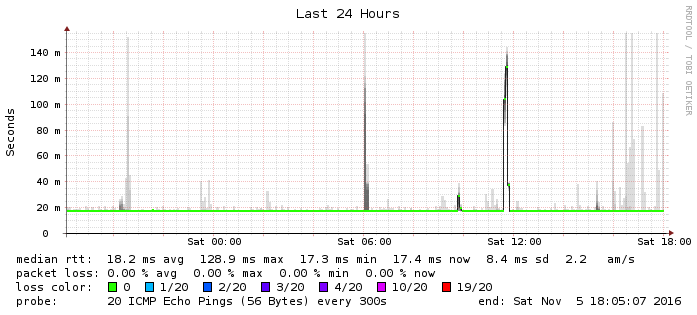 Last 24 Hours
RRDTOOL / TOBI OETIKER
Seconds
140 m
120 m
100 m
80 m
60 m
40 m
20 m
0
Sat 00:00 Sat 06:00 Sat 12:00 Sat 18:00
median rtt: 18.2 ms avg 128.9 ms max 17.3 ms min 17.4 ms now 8.4 ms sd 2.2 am/s
packet loss: 0.00 % avg 0.00 % max 0.00 % min 0.00 % now
loss color: 0 1/20 2/20 3/20 4/20 10/20 19/20
probe: 20 ICMP Echo Pings (56 Bytes) every 300s end: Sat Nov 5 18:05:07 2016